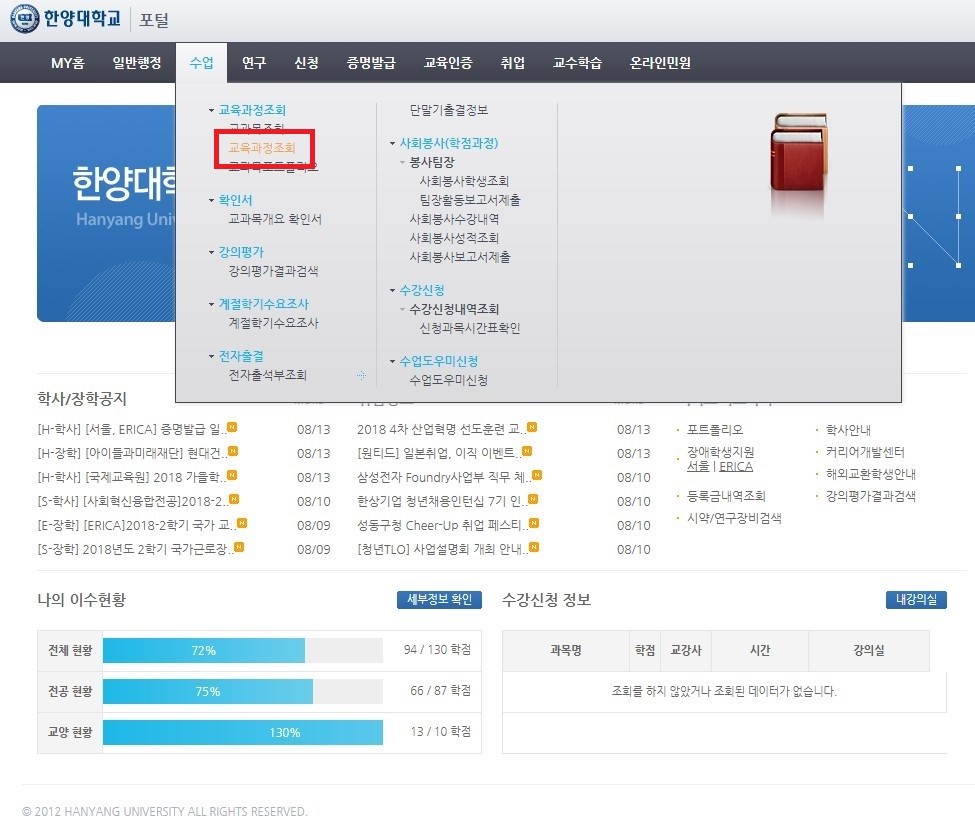 한양대학교 포털
MY홈 일반행정 수업 연구 신청 증명발급 교육인증 취업 교수학습 온라인민원
교육과정조회
교과목조회
교육과정조회
확인서
교과목개요 확인서
강의평가
강의평가결과검색
계절학기수요조사
계절학기수요조사
전자출결
전자출석부조회
단말기출결정보
사회봉사(학점과정)
봉사팀장
사회봉사학생조회
팀장활동보고서제출
사회봉사수강내역
사회봉사성적조회
사회봉사보고서제출
수강신청
수강신청내역조회
신청과목시간표확인
수업도우미신청
수업도우미신청
한양대학
Hanyang Univ
학사/장학공지
[H-학사] [서울, ERICA] 증명발급 일.. N 08/13
[H-장학] [아이들과미래재단] 현대건.. N 08/13
[H-학사] [국제교육원] 2018 가을학.. N 08/13
[S-학사] [사회혁신융합전공]2018-2.. N 08/10
[E-장학] [ERICA]2018-2학기 국가 교.. N 08/09
[S-장학] 2018년도 2학기 국가근로장.. N 08/09
2018 4차 산업혁명 선도훈련 교.. N 08/13
[원티드] 일본취업, 이직 이벤트.. N 08/13
삼성전자 Foundry사업부 직무 체.. N 08/10
한상기업 청년채용인턴십 7기 인.. N 08/10
성동구청 Cheer-Up 취업 페스티.. N 08/10
[청년TLO] 사업설명회 개최 안내.. N 08/10
포트폴리오
장애학생지원
서울 | ERICA
등록금내역조회
시약/연구장비검색
학사안내
커리어개발센터
해외교환학생안내
강의평가결과검색
나의 이수현황 세부정보 확인
전체 현황 72% 94 / 130 학점
전공 현황 75% 66 / 87 학점
교양 현황 130% 13 / 10 학점
수강신청 정보 내강의실
과목명 학점 교강사 시간 강의실
조회를 하지 않았거나 조회된 데이터가 없습니다.
© 2012 HANYANG UNIVERSITY ALL RIGHTS RESERVED.